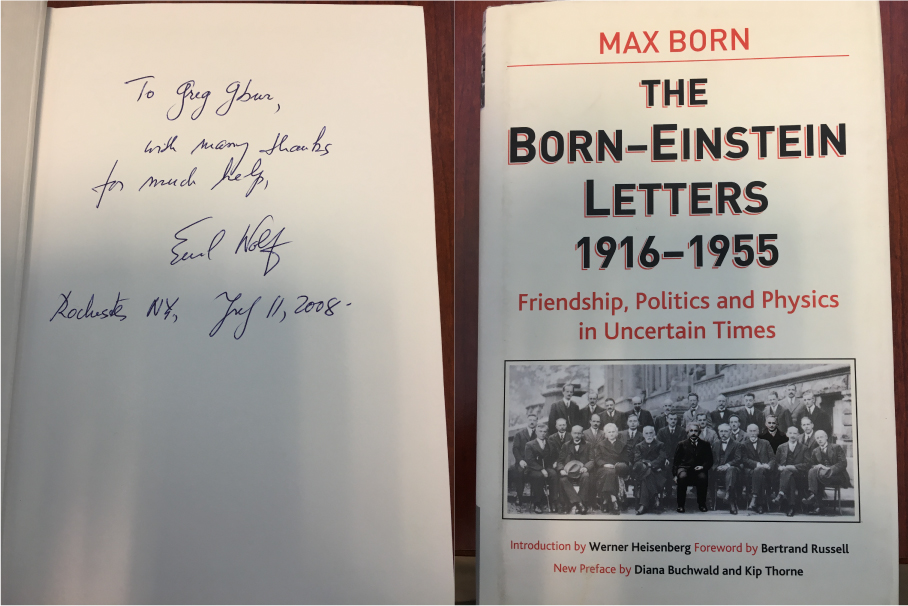 To Greg Gbur,
with many thanks
for much help,
Emil Wolf
Rochester NY, July 11, 2008.
MAX BORN
THE
BORN–EINSTEIN
LETTERS
1916–1955
Friendship, Politics and Physics
in Uncertain Times
Introduction by Werner Heisenberg Foreword by Bertrand Russell
New Preface by Diana Buchwald and Kip Thorne